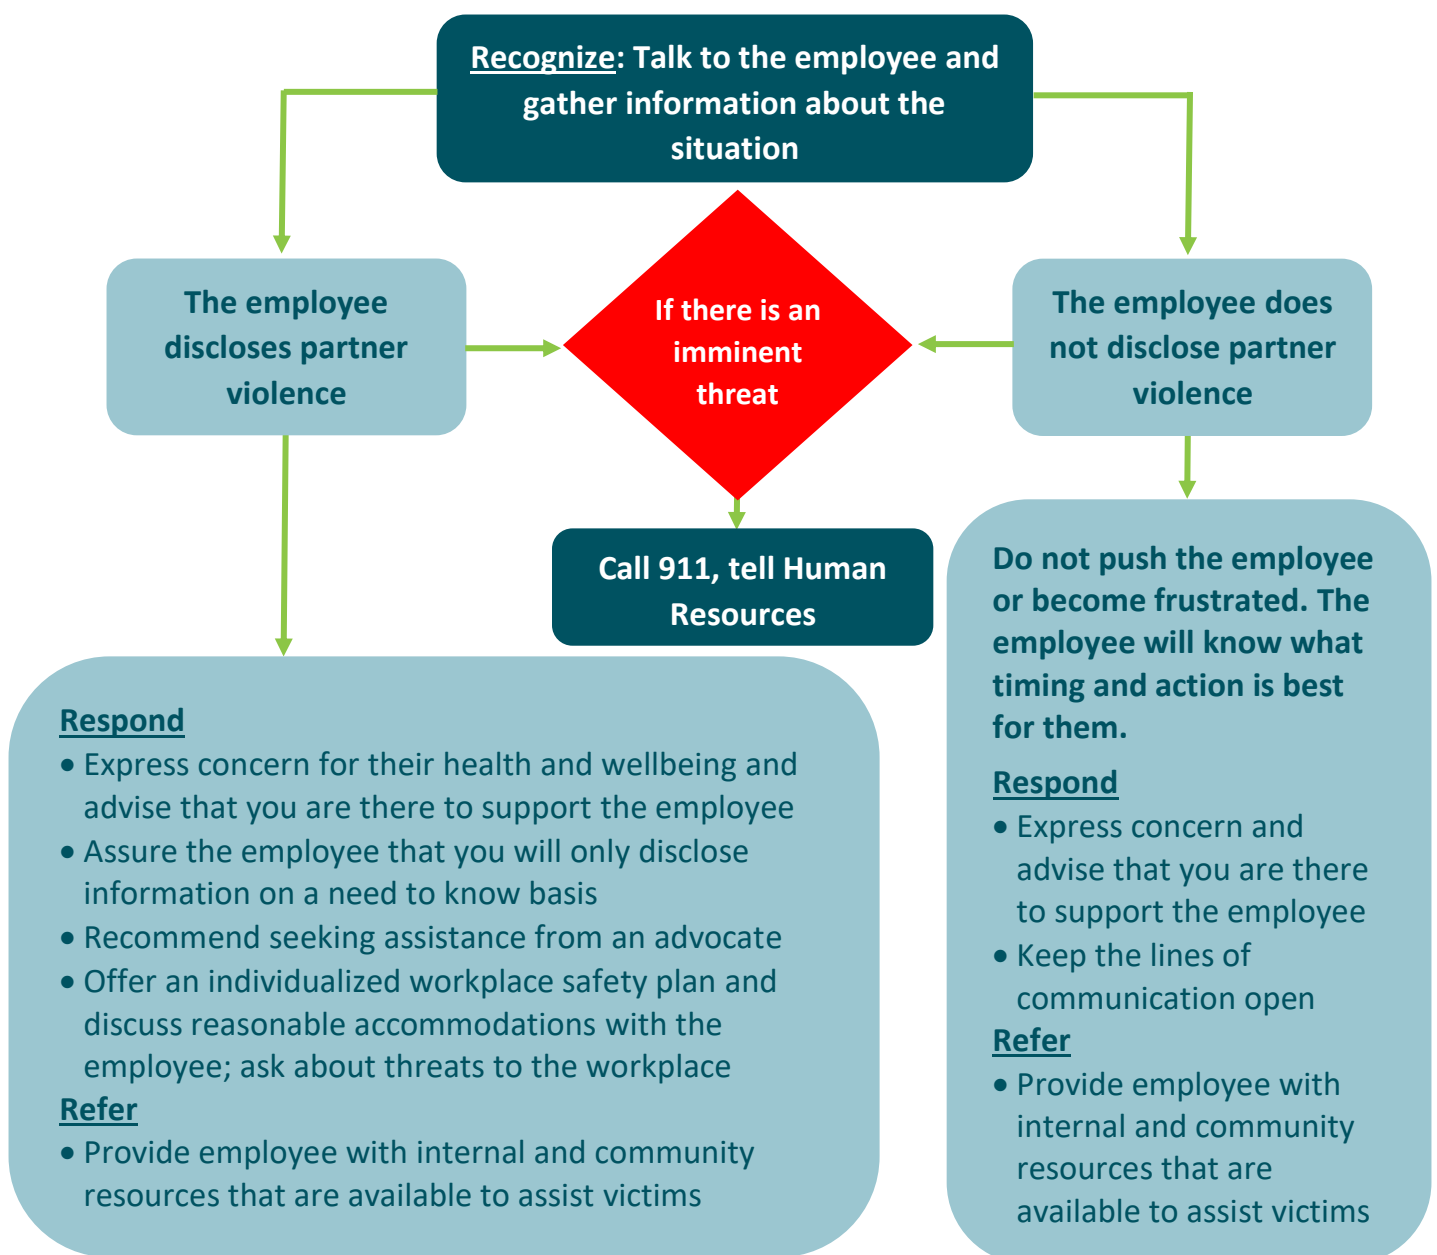 Recognize: Talk to the employee and
gather information about the
situation
The employee
discloses partner
violence
If there is an
imminent
threat
The employee does
not disclose partner
violence
Call 911, tell Human
Resources
Respond
• Express concern for their health and wellbeing and
advise that you are there to support the employee
• Assure the employee that you will only disclose
information on a need to know basis
• Recommend seeking assistance from an advocate
• Offer an individualized workplace safety plan and
discuss reasonable accommodations with the
employee; ask about threats to the workplace
Refer
• Provide employee with internal and community
resources that are available to assist victims
Do not push the employee
or become frustrated. The
employee will know what
timing and action is best
for them.
Respond
• Express concern and
advise that you are there
to support the employee
• Keep the lines of
communication open
Refer
• Provide employee with
internal and community
resources that are
available to assist victims